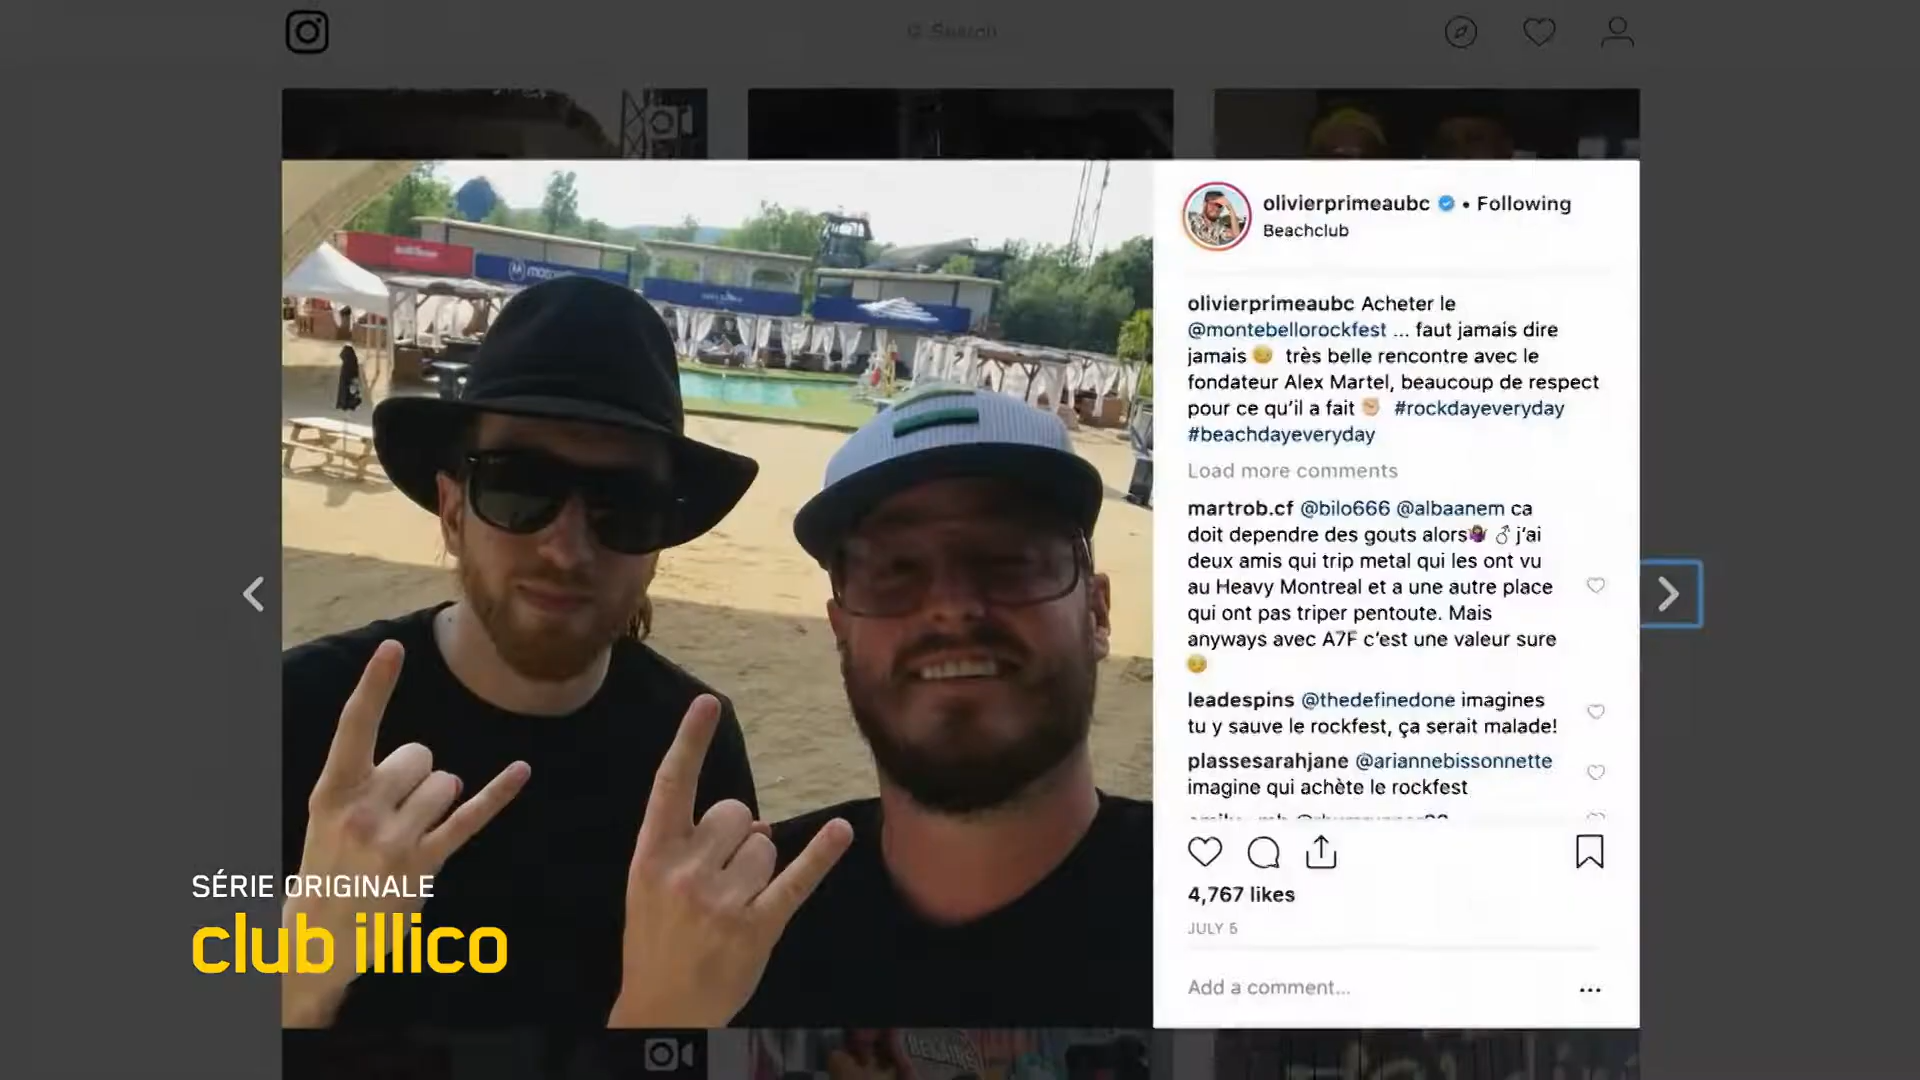 Search
olivierprimeaubc • Following
Beachclub
olivierprimeaubc Acheter le
@montebellorockfest ... faut jamais dire
jamais 😏 très belle rencontre avec le
fondateur Alex Martel, beaucoup de respect
pour ce qu'il a fait ✊🏼 #rockdayeveryday
#beachdayeveryday
Load more comments
martrob.cf @bilo666 @albaanem ca
doit dependre des gouts alors🤷🏽 ♂ j'ai
deux amis qui trip metal qui les ont vu
au Heavy Montreal et a une autre place
qui ont pas triper pentoute. Mais
anyways avec A7F c'est une valeur sure
😏
leadespins @thedefinedone imagines
tu y sauve le rockfest, ça serait malade!
plassesarahjane @ariannebissonnette
imagine qui achète le rockfest
4,767 likes
JULY 5
Add a comment...
SÉRIE ORIGINALE
club illico